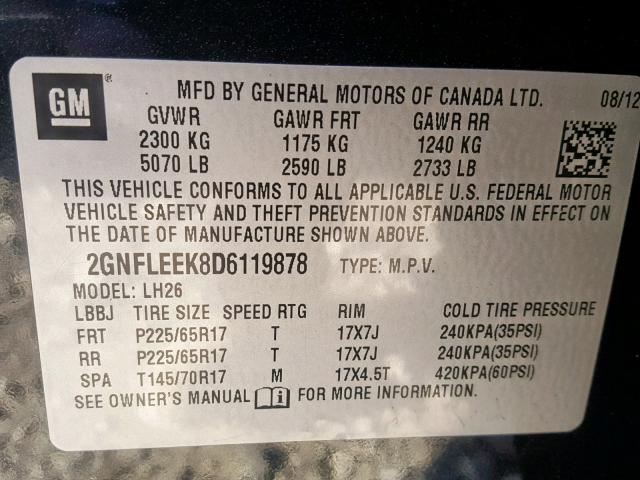 GM ® MFD BY GENERAL MOTORS OF CANADA LTD. 08/12
GVWR GAWR FRT GAWR RR
2300 KG 1175 KG 1240 KG
5070 LB 2590 LB 2733 LB
THIS VEHICLE CONFORMS TO ALL APPLICABLE U.S. FEDERAL MOTOR
VEHICLE SAFETY AND THEFT PREVENTION STANDARDS IN EFFECT ON
THE DATE OF MANUFACTURE SHOWN ABOVE.
2GNFLEEK8D6119878 TYPE: M.P.V.
MODEL: LH26
LBBJ TIRE SIZE SPEED RTG RIM COLD TIRE PRESSURE
FRT P225/65R17 T 17X7J 240KPA(35PSI)
RR P225/65R17 T 17X7J 240KPA(35PSI)
SPA T145/70R17 M 17X4.5T 420KPA(60PSI)
SEE OWNER'S MANUAL i FOR MORE INFORMATION.